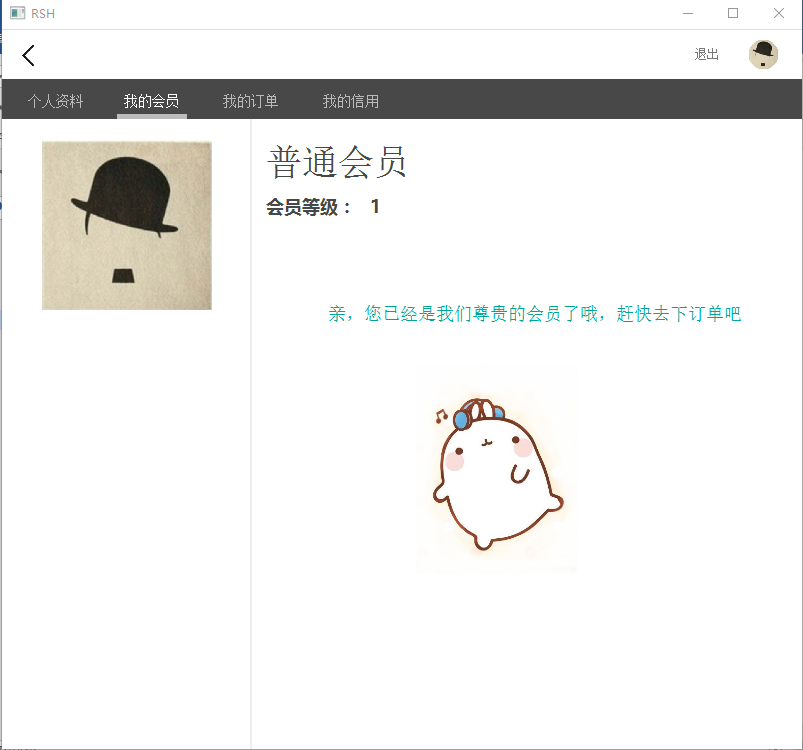 RSH
退出
个人资料 我的会员 我的订单 我的信用
普通会员
会员等级： 1
亲，您已经是我们尊贵的会员了哦，赶快去下订单吧